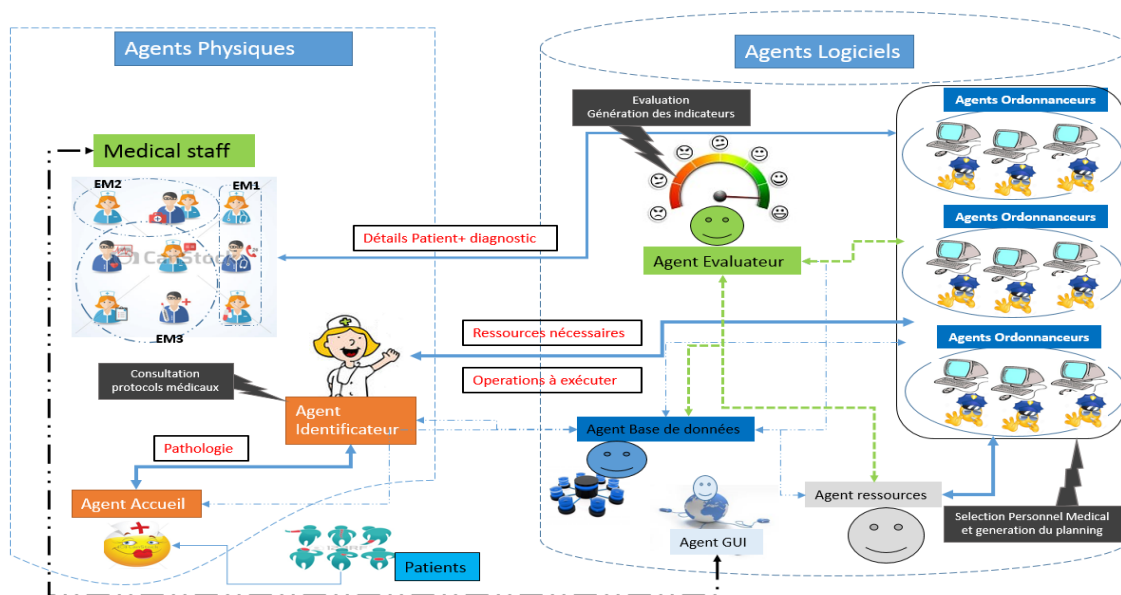 Agents Physiques
Agents Logiciels
Evaluation
Génération des indicateurs
Agents Ordonnanceurs
Medical staff
EM2
EM1
EM3
Détails Patient+ diagnostic
Agent Evaluateur
Agents Ordonnanceurs
Ressources nécessaires
Operations à exécuter
Agents Ordonnanceurs
Consultation
protocols médicaux
Agent
Identificateur
Agent Base de données
Pathologie
Agent Accueil
Agent ressources
Agent GUI
Selection Personnel Medical
et generation du planning
Patients